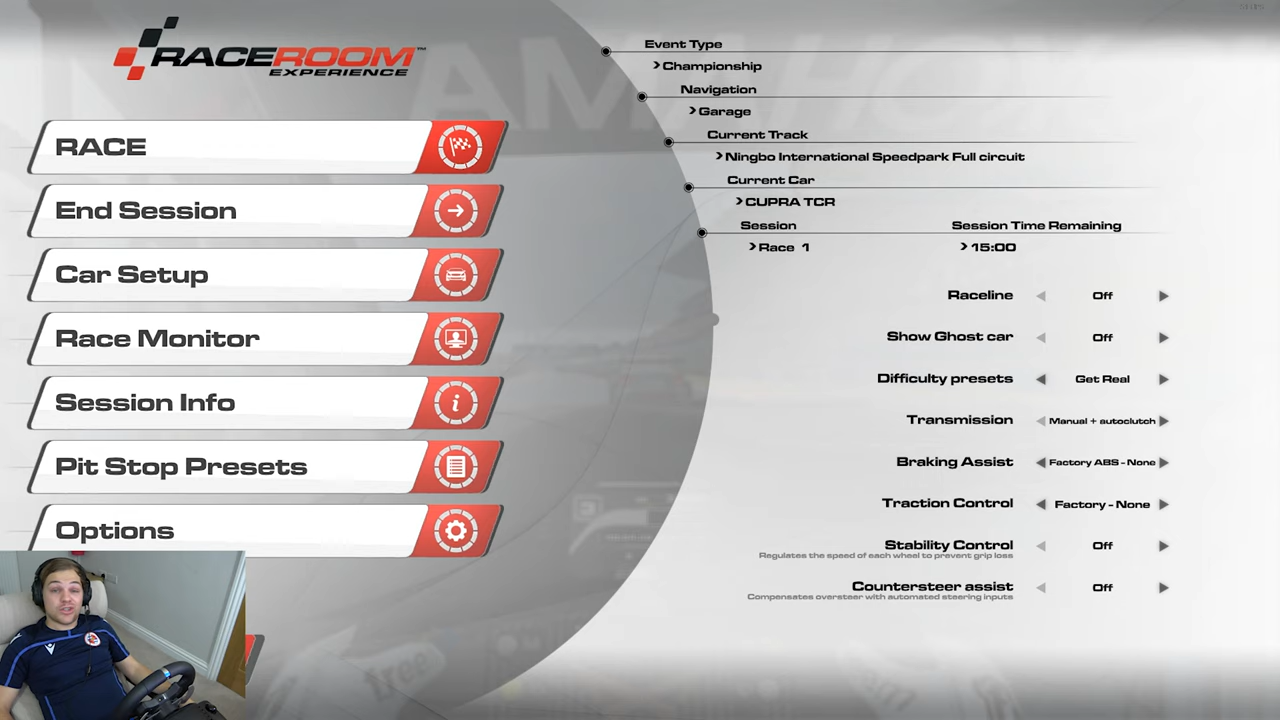 RACEROOM™
EXPERIENCE
RACE
End Session
Car Setup
Race Monitor
Session Info
Pit Stop Presets
Options
Event Type
Championship
Navigation
Garage
Current Track
Ningbo International Speedpark Full circuit
Current Car
CUPRA TCR
Session Session Time Remaining
Race 1 15:00
Raceline Off
Show Ghost car Off
Difficulty presets Get Real
Transmission Manual + autoclutch
Braking Assist Factory ABS - None
Traction Control Factory - None
Stability Control Off
Regulates the speed of each wheel to prevent grip loss
Countersteer assist Off
Compensates oversteer with automated steering inputs